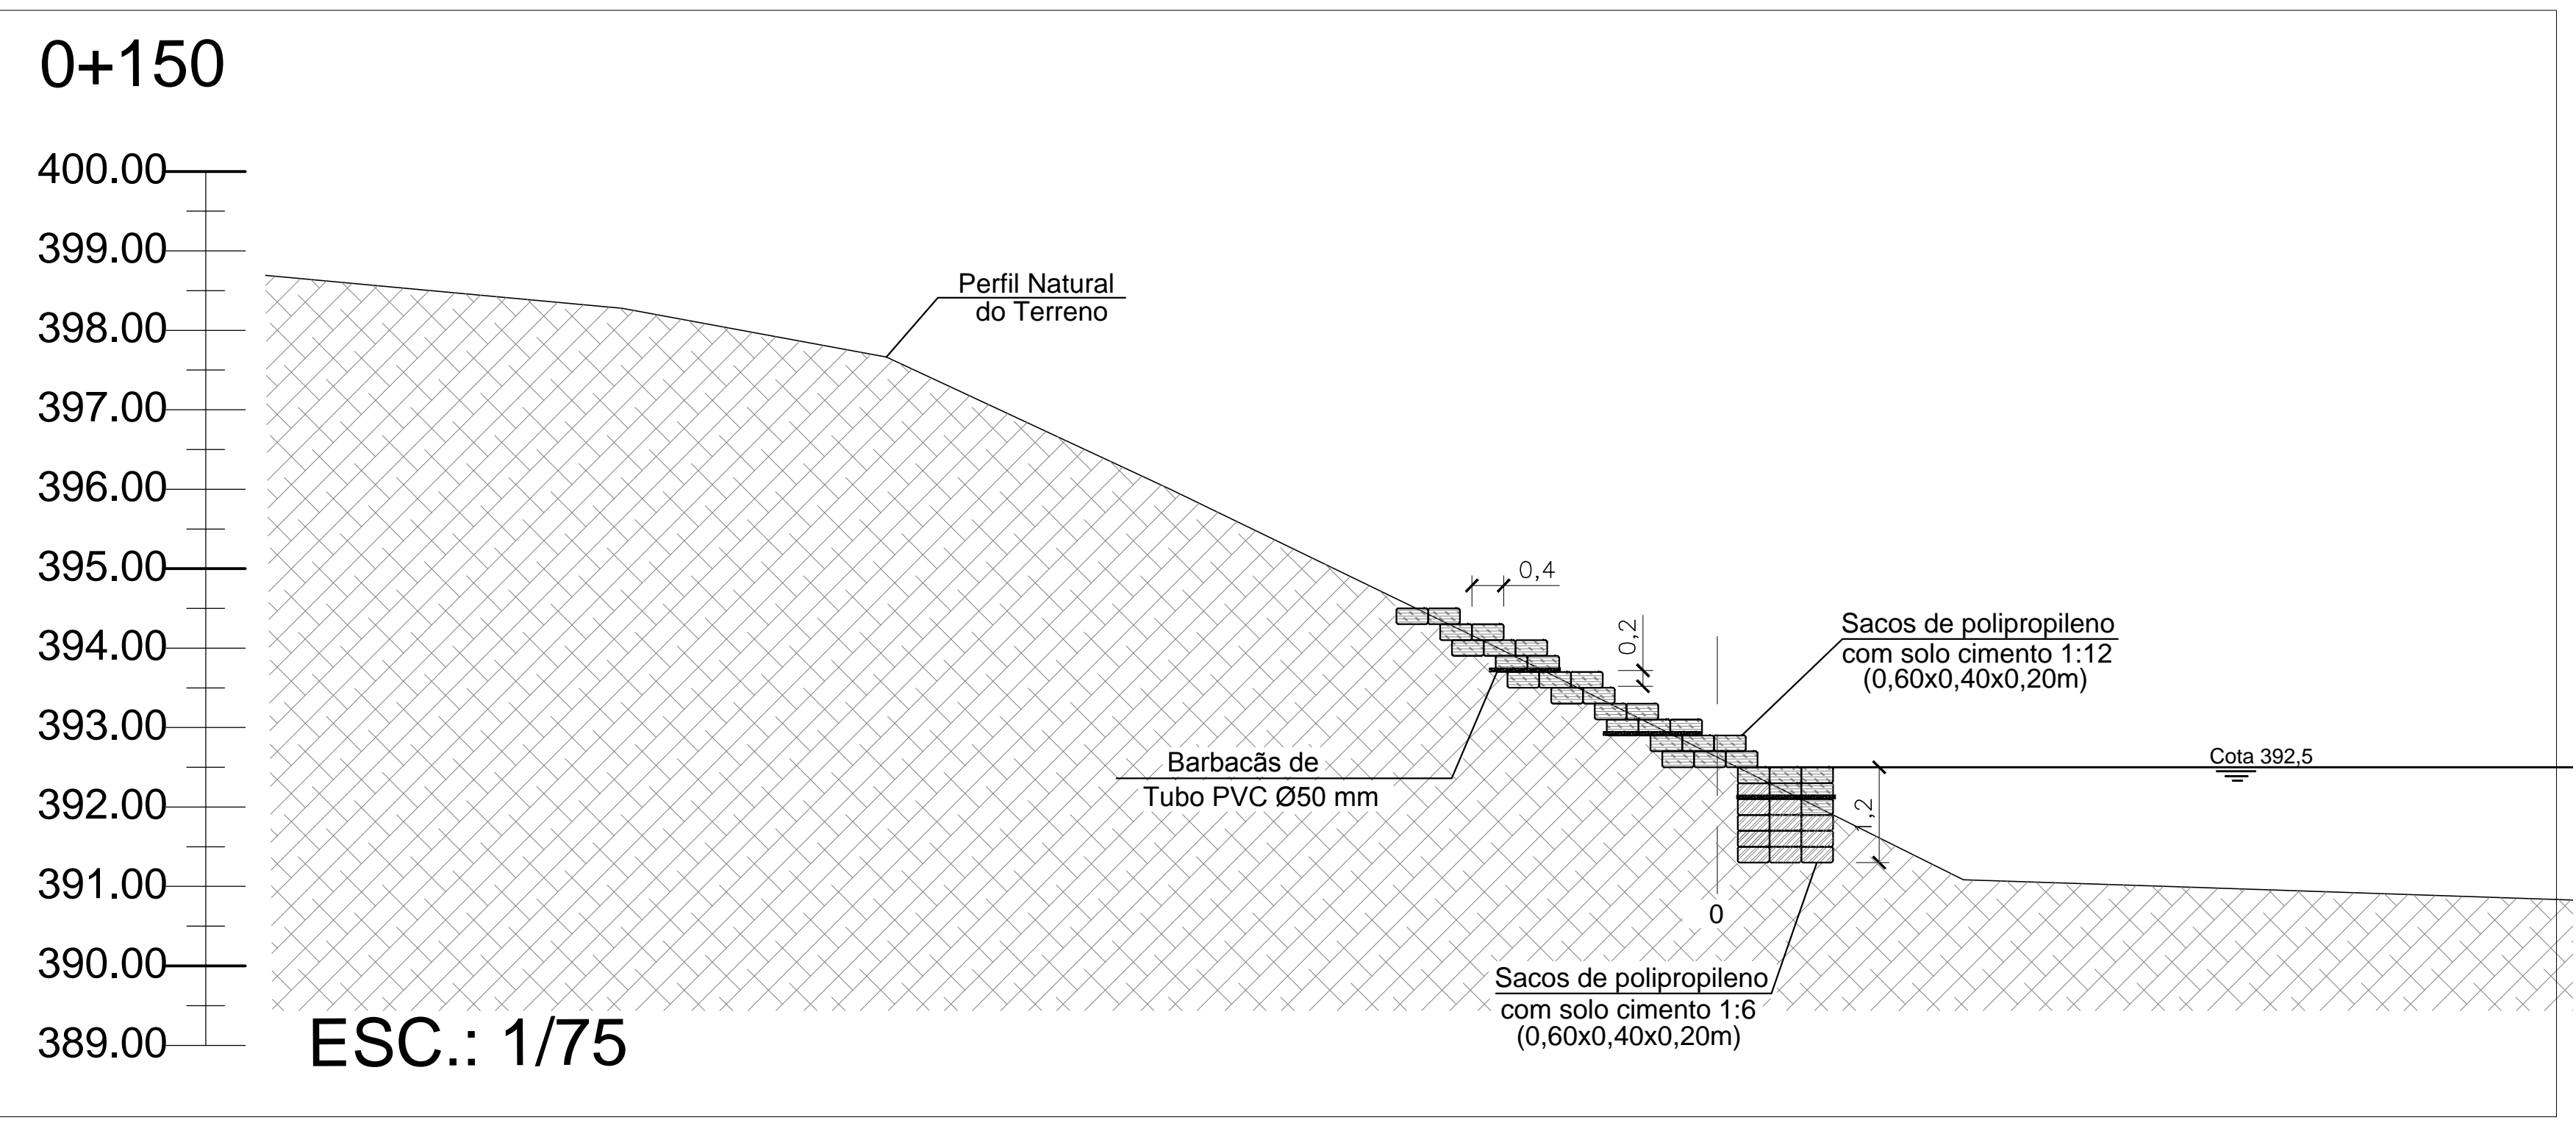 0+150
400.00
399.00
398.00
397.00
396.00
395.00
394.00
393.00
392.00
391.00
390.00
389.00
Perfil Natural
do Terreno
0,4
0,2
Sacos de polipropileno
com solo cimento 1:12
(0,60x0,40x0,20m)
Barbacãs de
Tubo PVC Ø50 mm
Cota 392,5
1,2
0
Sacos de polipropileno
com solo cimento 1:6
(0,60x0,40x0,20m)
ESC.: 1/75